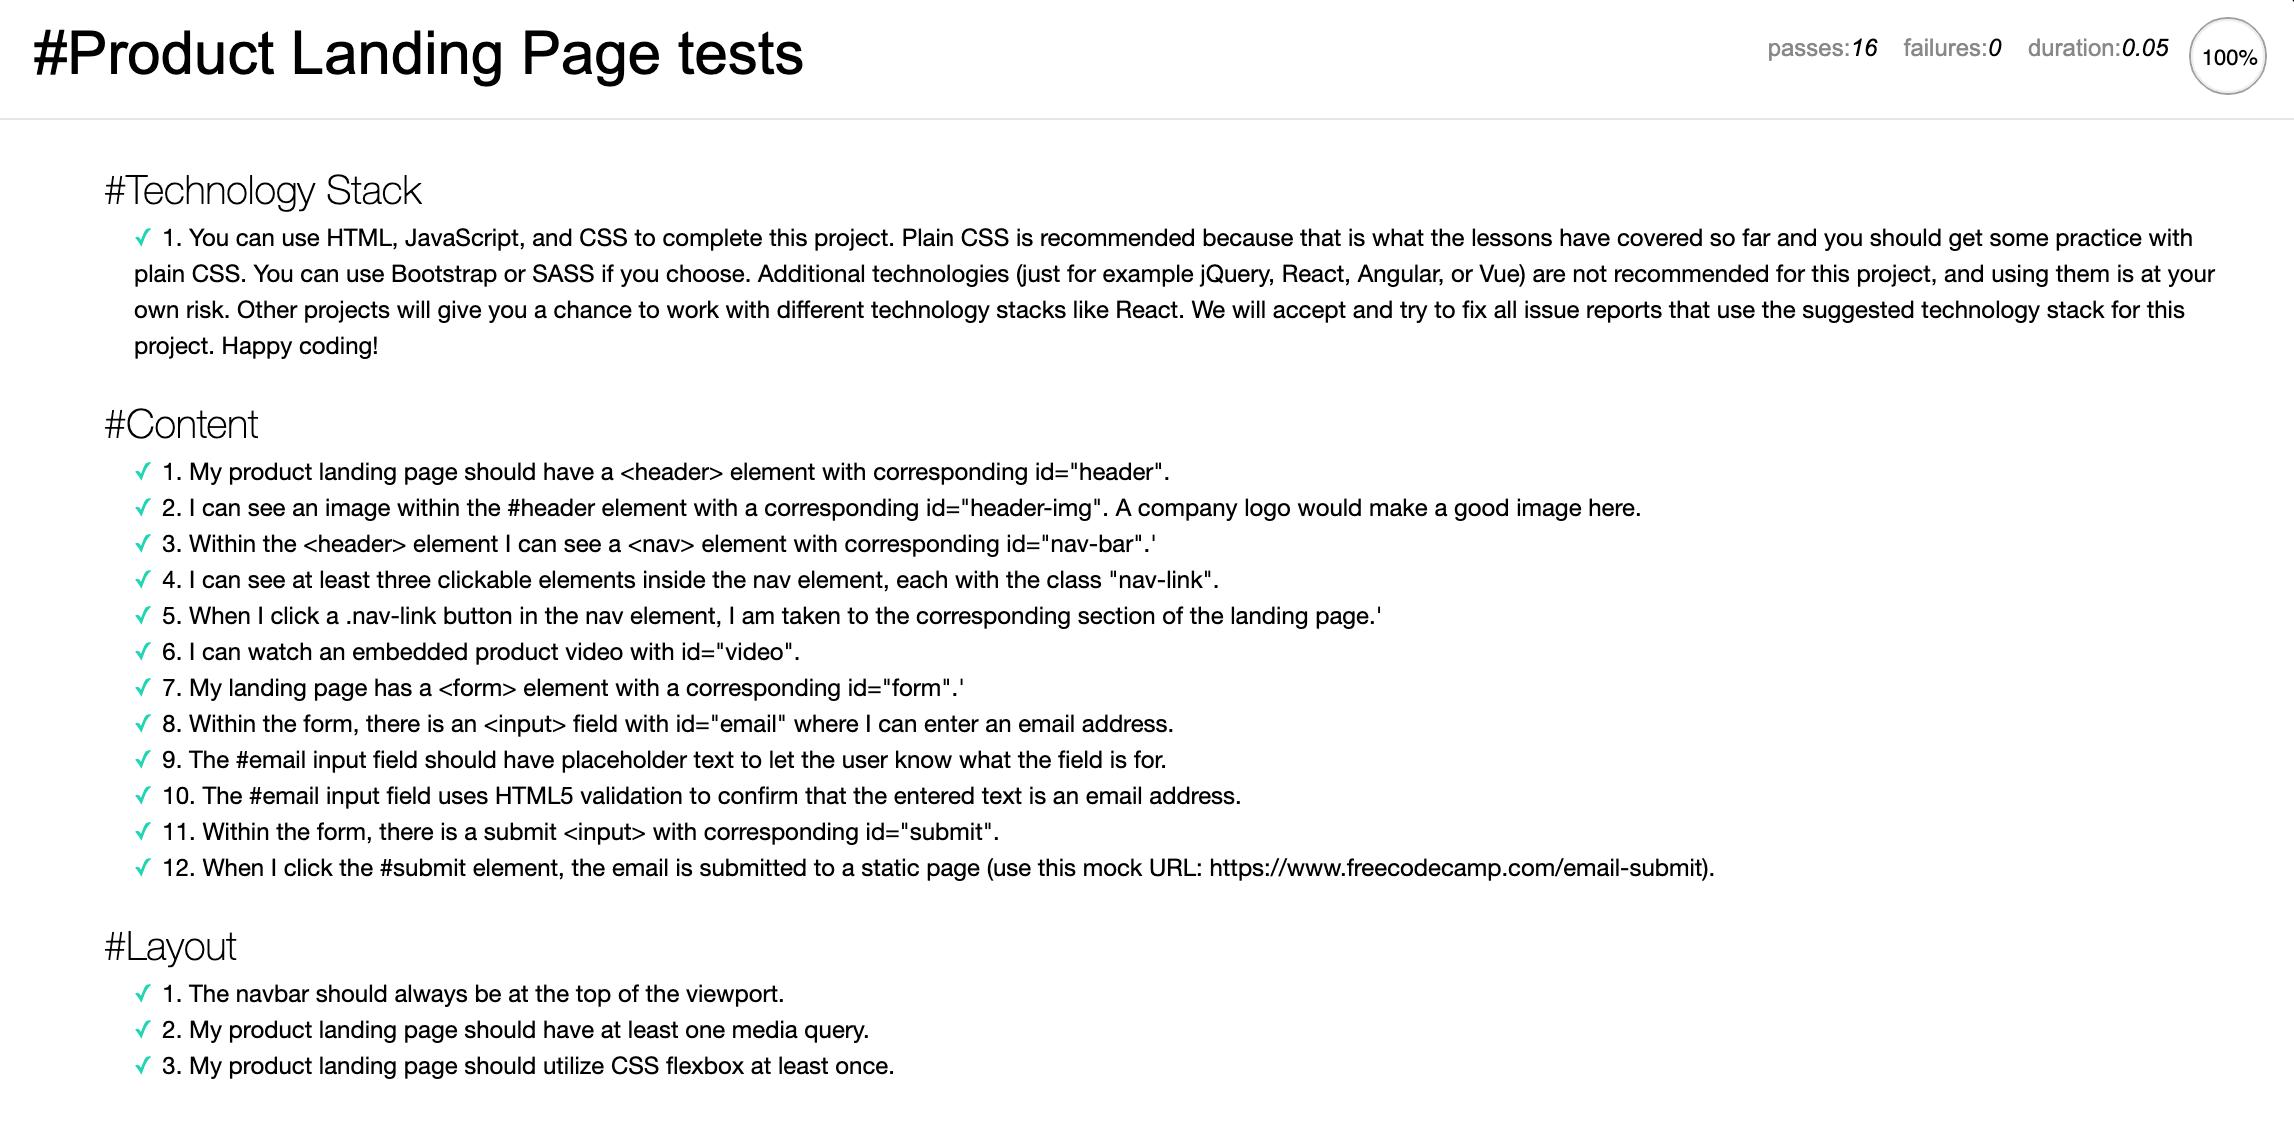 #Product Landing Page tests
passes:16 failures:0 duration:0.05 100%
#Technology Stack
✓ 1. You can use HTML, JavaScript, and CSS to complete this project. Plain CSS is recommended because that is what the lessons have covered so far and you should get some practice with
plain CSS. You can use Bootstrap or SASS if you choose. Additional technologies (just for example jQuery, React, Angular, or Vue) are not recommended for this project, and using them is at your
own risk. Other projects will give you a chance to work with different technology stacks like React. We will accept and try to fix all issue reports that use the suggested technology stack for this
project. Happy coding!
#Content
✓ 1. My product landing page should have a <header> element with corresponding id="header".
✓ 2. I can see an image within the #header element with a corresponding id="header-img". A company logo would make a good image here.
✓ 3. Within the <header> element I can see a <nav> element with corresponding id="nav-bar".'
✓ 4. I can see at least three clickable elements inside the nav element, each with the class "nav-link".
✓ 5. When I click a .nav-link button in the nav element, I am taken to the corresponding section of the landing page.'
✓ 6. I can watch an embedded product video with id="video".
✓ 7. My landing page has a <form> element with a corresponding id="form".'
✓ 8. Within the form, there is an <input> field with id="email" where I can enter an email address.
✓ 9. The #email input field should have placeholder text to let the user know what the field is for.
✓ 10. The #email input field uses HTML5 validation to confirm that the entered text is an email address.
✓ 11. Within the form, there is a submit <input> with corresponding id="submit".
✓ 12. When I click the #submit element, the email is submitted to a static page (use this mock URL: https://www.freecodecamp.com/email-submit).
#Layout
✓ 1. The navbar should always be at the top of the viewport.
✓ 2. My product landing page should have at least one media query.
✓ 3. My product landing page should utilize CSS flexbox at least once.